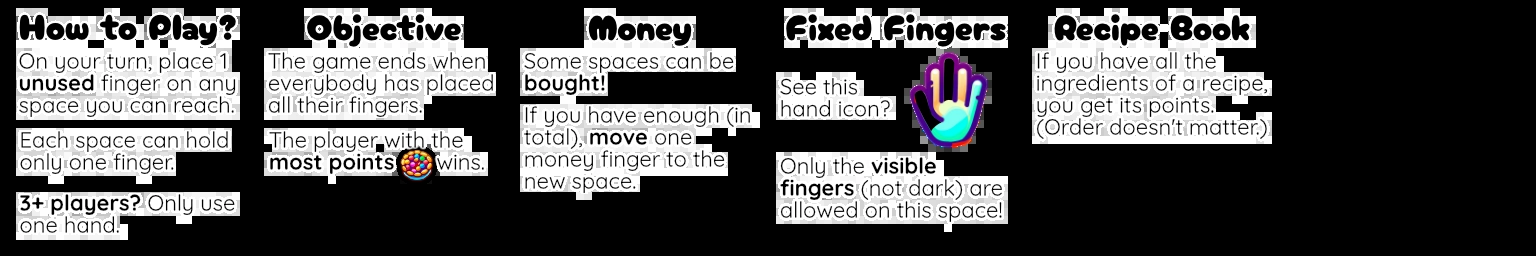 How to Play?
On your turn, place 1
unused finger on any
space you can reach.
Each space can hold
only one finger.
3+ players? Only use
one hand.
Objective
The game ends when
everybody has placed
all their fingers.
The player with the
most points wins.
Money
Some spaces can be
bought!
If you have enough (in
total), move one
money finger to the
new space.
Fixed Fingers
See this
hand icon?
Only the visible
fingers (not dark) are
allowed on this space!
Recipe Book
If you have all the
ingredients of a recipe,
you get its points.
(Order doesn't matter.)